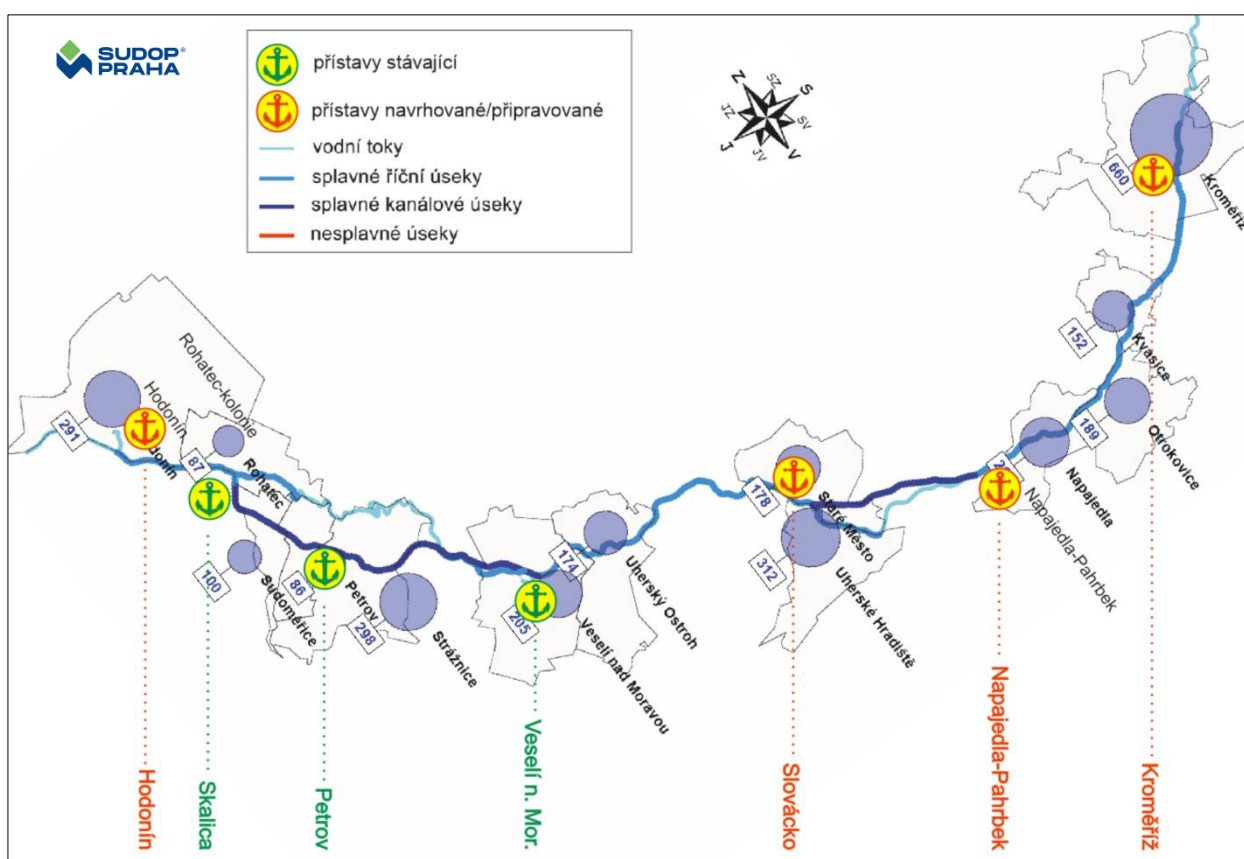 SUDOP®
PRAHA
přístavy stávající
přístavy navrhované/připravované
vodní toky
splavné říční úseky
splavné kanálové úseky
nesplavné úseky
Z
SZ
S
SV
V
JV
J
JZ
660
Kroměříž
152
Kvasice
189
Otrokovice
Napajedla
Napajedla-Pahrbek
178
Staré Město
312
Uherské Hradiště
174
Uherský Ostroh
205
Veselí nad Moravou
298
Strážnice
86
Petrov
100
Sudoměřice
87
Rohatec
Rohatec-kolonie
291
Hodonín
donín
Hodonín
Skalica
Petrov
Veselí n. Mor.
Slovácko
Napajedla-Pahrbek
Kroměříž